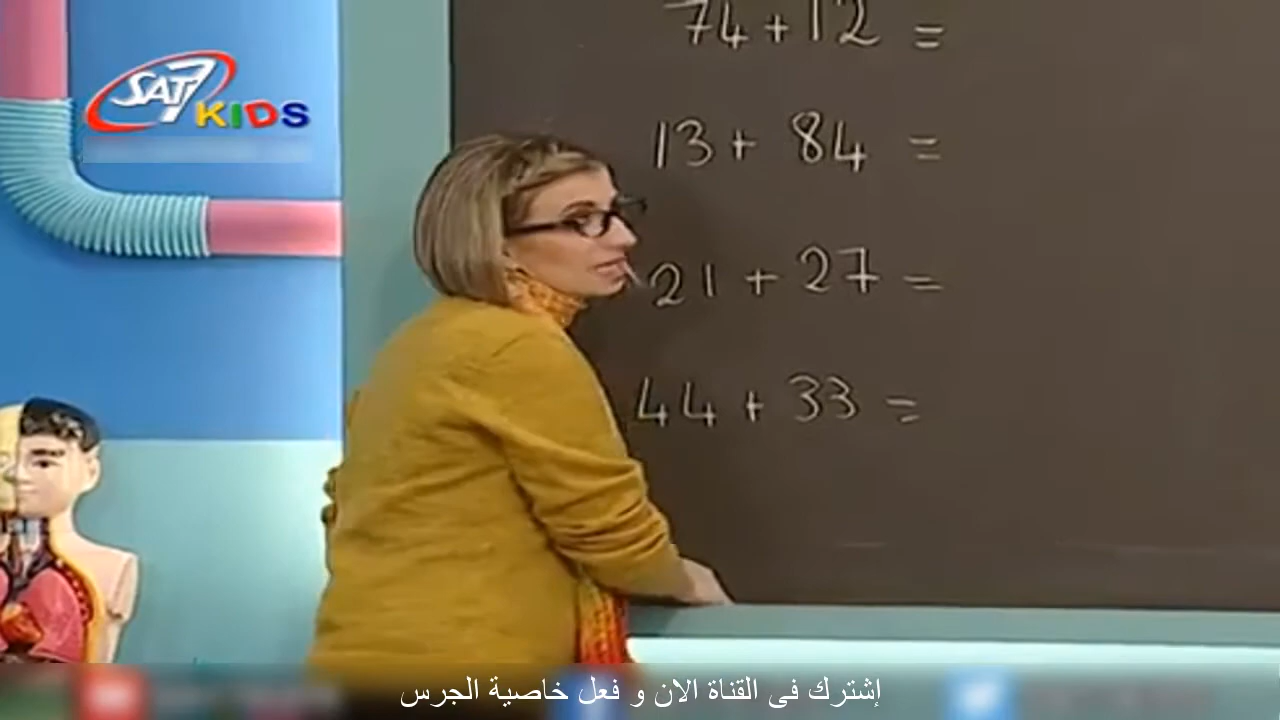 SAT7
KIDS
74 + 12 =
13 + 84 =
21 + 27 =
44 + 33 =
إشترك فى القناة الان و فعل خاصية الجرس